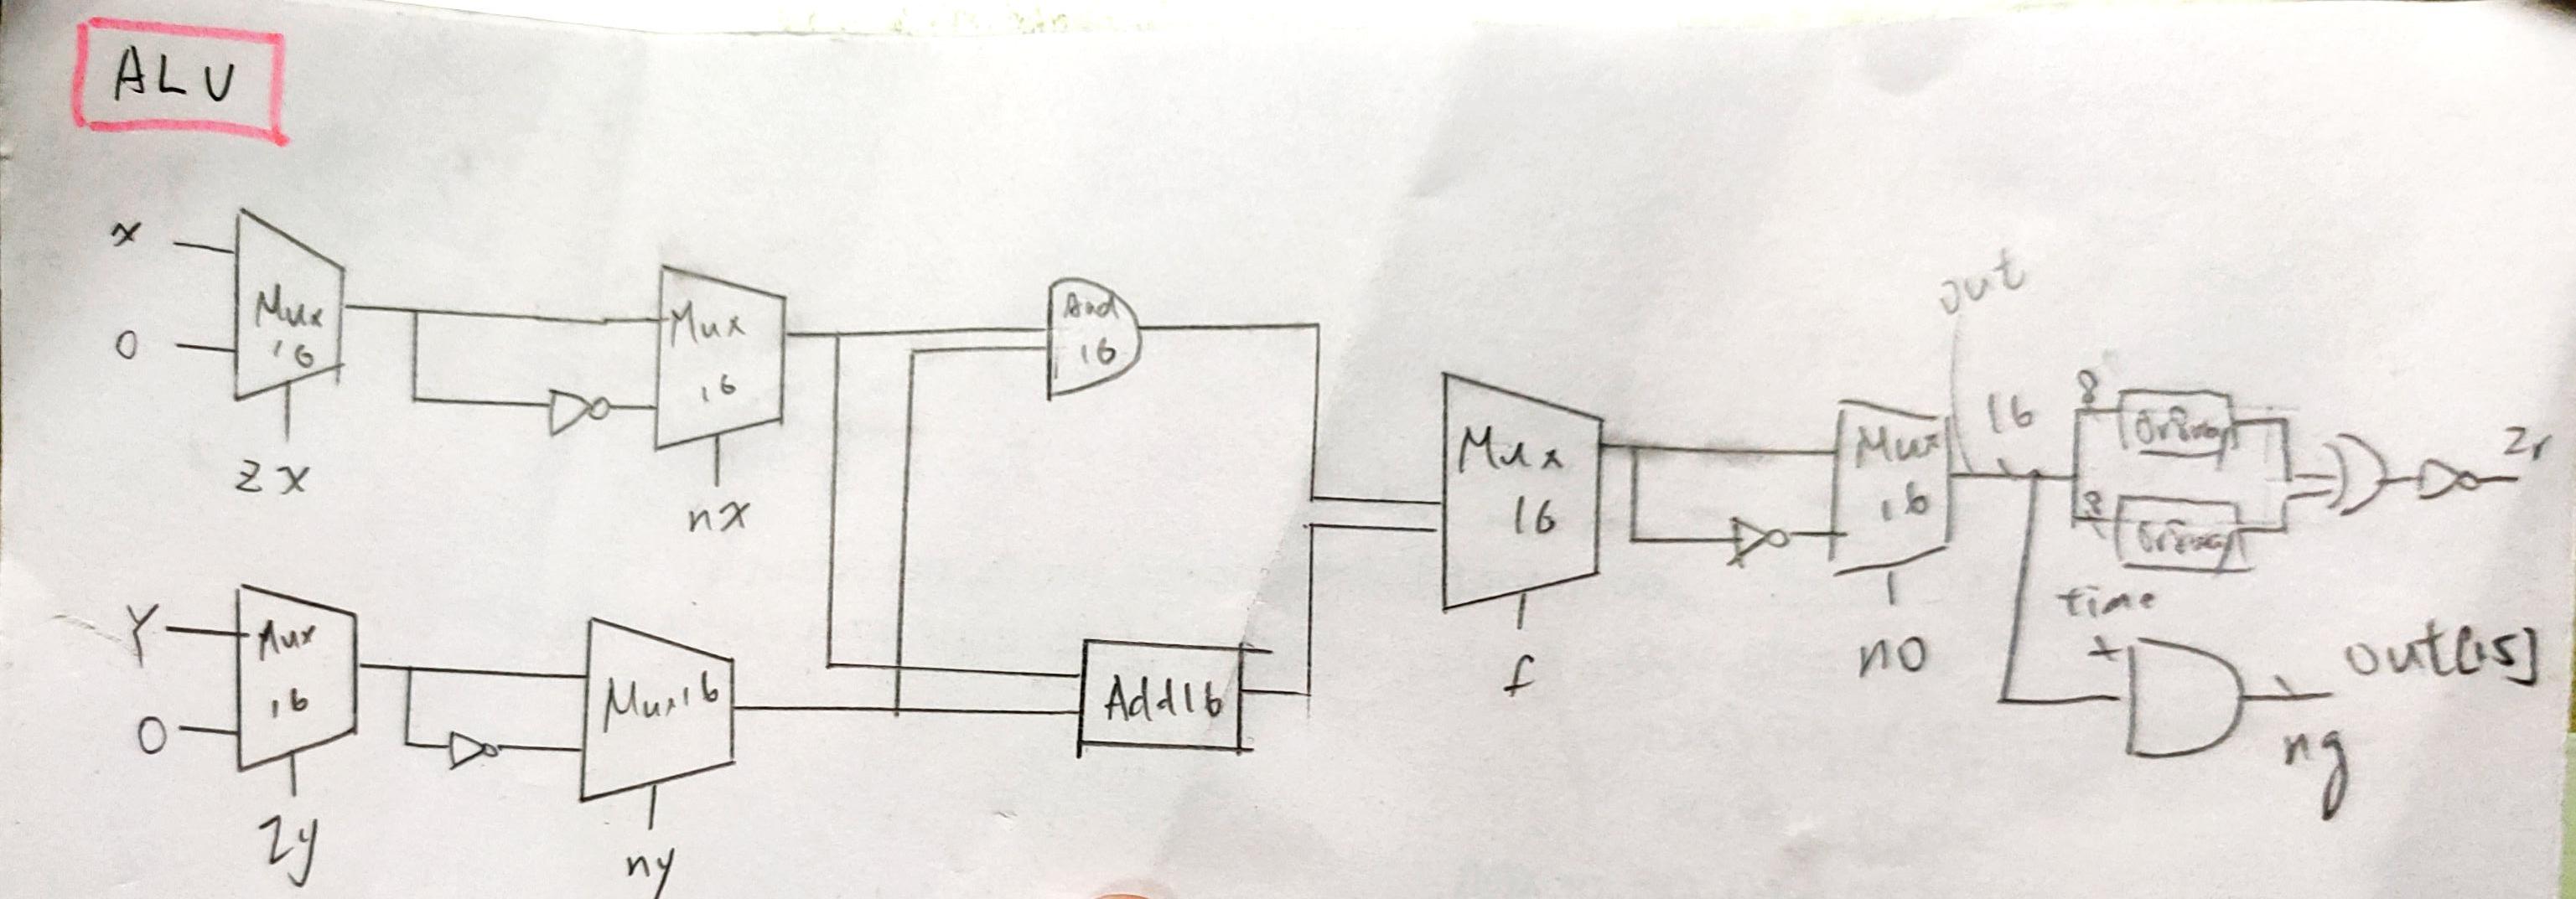 ALU
x
0
Mux
16
zx
Mux
16
nx
And
16
Y
0
Mux
16
zy
Mux16
ny
Add16
Mux
16
f
Mux
16
no
out
16
8
Or8way
8
Or8way
zr
out[15]
ng